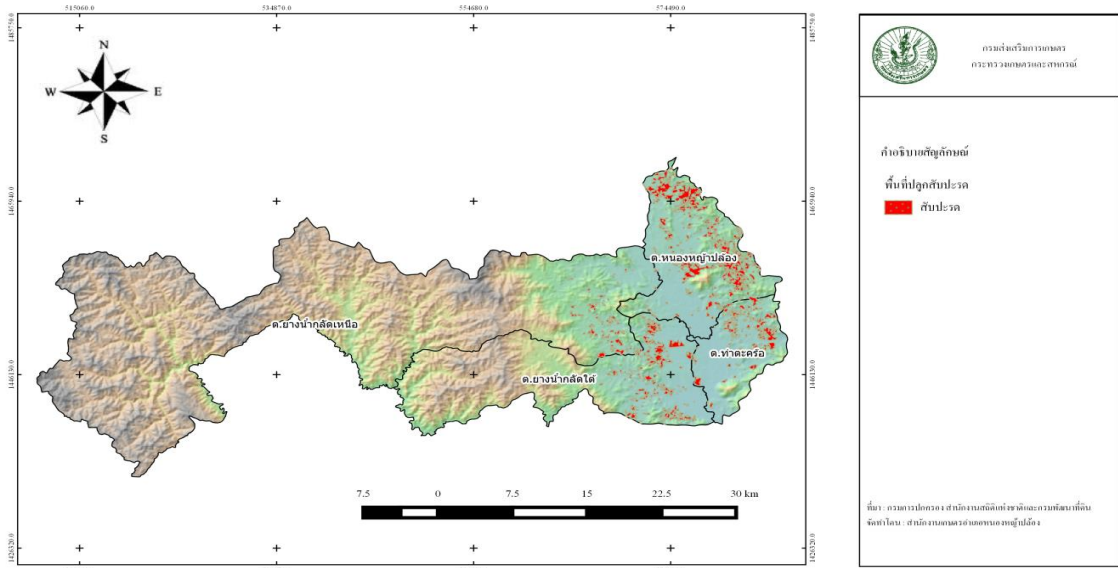 515060.0 534870.0 554680.0 574490.0
1485750.0 1485750.0
N
W E
S
1465940.0 1465940.0
ต.หนองหญ้าปล้อง
ต.ยางน้ำกลัดเหนือ
ต.ท่าตะคร้อ
ต.ยางน้ำกลัดใต้
1446130.0 1446130.0
7.5 0 7.5 15 22.5 30 km
1426320.0 1426320.0
กรมส่งเสริมการเกษตร
กระทรวงเกษตรและสหกรณ์
คำอธิบายสัญลักษณ์
พื้นที่ปลูกสับปะรด
สับปะรด
ที่มา : กรมการปกครอง สำนักงานสถิติแห่งชาติและกรมพัฒนาที่ดิน
จัดทำโดย : สำนักงานเกษตรอำเภอหนองหญ้าปล้อง